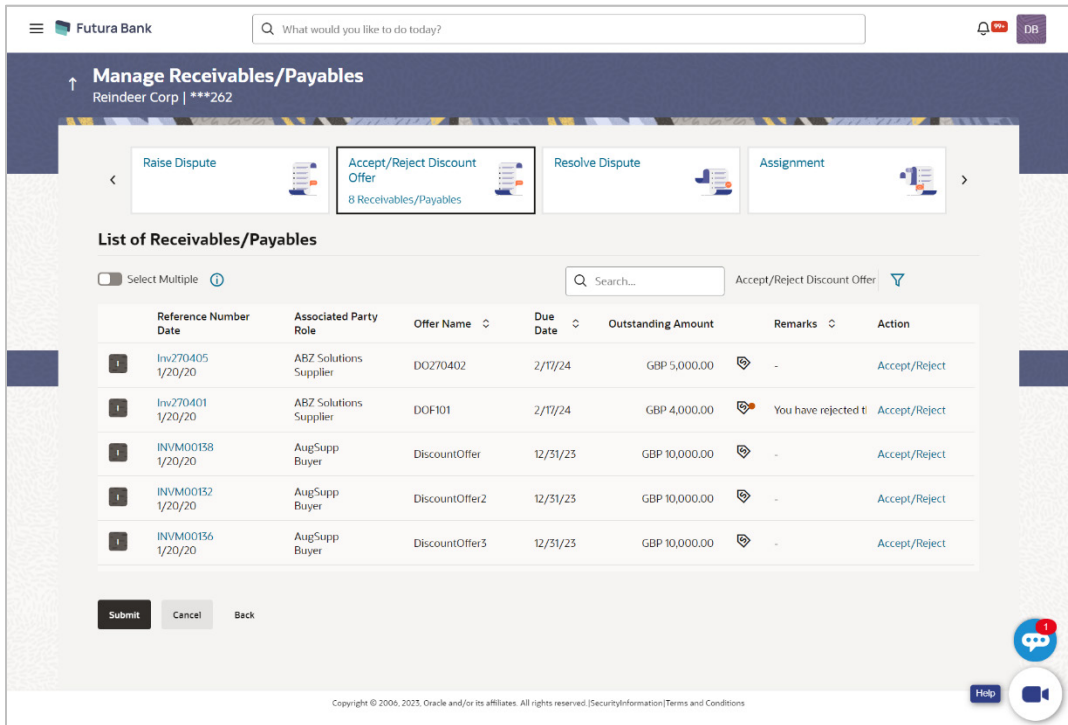 Futura Bank
What would you like to do today?
99+
DB
Manage Receivables/Payables
Reindeer Corp | ***262
Raise Dispute
Accept/Reject Discount
Offer
8 Receivables/Payables
Resolve Dispute
Assignment
List of Receivables/Payables
Select Multiple
Search...
Accept/Reject Discount Offer
Reference Number Date
Associated Party Role
Offer Name
Due Date
Outstanding Amount
Remarks
Action
I
Inv270405
1/20/20
ABZ Solutions
Supplier
DO270402
2/17/24
GBP 5,000.00
-
Accept/Reject
I
Inv270401
1/20/20
ABZ Solutions
Supplier
DOF101
2/17/24
GBP 4,000.00
You have rejected t
Accept/Reject
I
INVM00138
1/20/20
AugSupp
Buyer
DiscountOffer
12/31/23
GBP 10,000.00
-
Accept/Reject
I
INVM00132
1/20/20
AugSupp
Buyer
DiscountOffer2
12/31/23
GBP 10,000.00
-
Accept/Reject
I
INVM00136
1/20/20
AugSupp
Buyer
DiscountOffer3
12/31/23
GBP 10,000.00
-
Accept/Reject
Submit
Cancel
Back
1
Help
Copyright © 2006, 2023, Oracle and/or its affiliates. All rights reserved.|SecurityInformation|Terms and Conditions